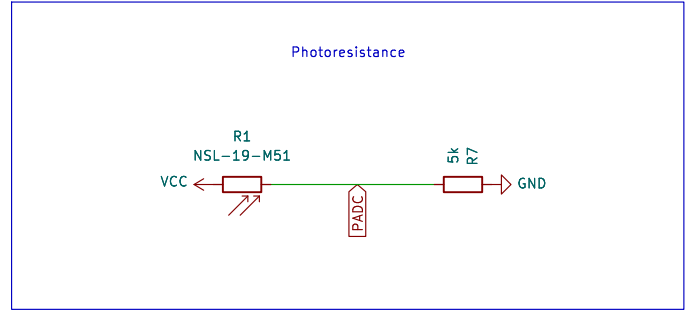 Photoresistance
R1
NSL-19-M51
VCC
PADC
5k
R7
GND